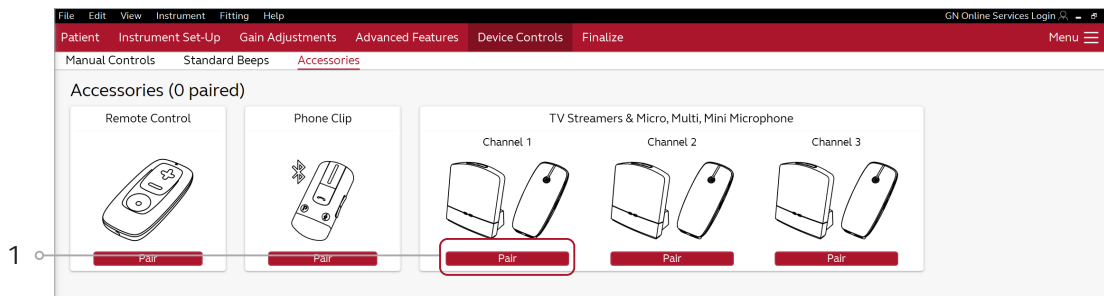 File Edit View Instrument Fitting Help GN Online Services Login
Patient Instrument Set-Up Gain Adjustments Advanced Features Device Controls Finalize Menu
Manual Controls Standard Beeps Accessories
Accessories (0 paired)
Remote Control Phone Clip TV Streamers & Micro, Multi, Mini Microphone
Channel 1 Channel 2 Channel 3
1 Pair Pair Pair Pair Pair